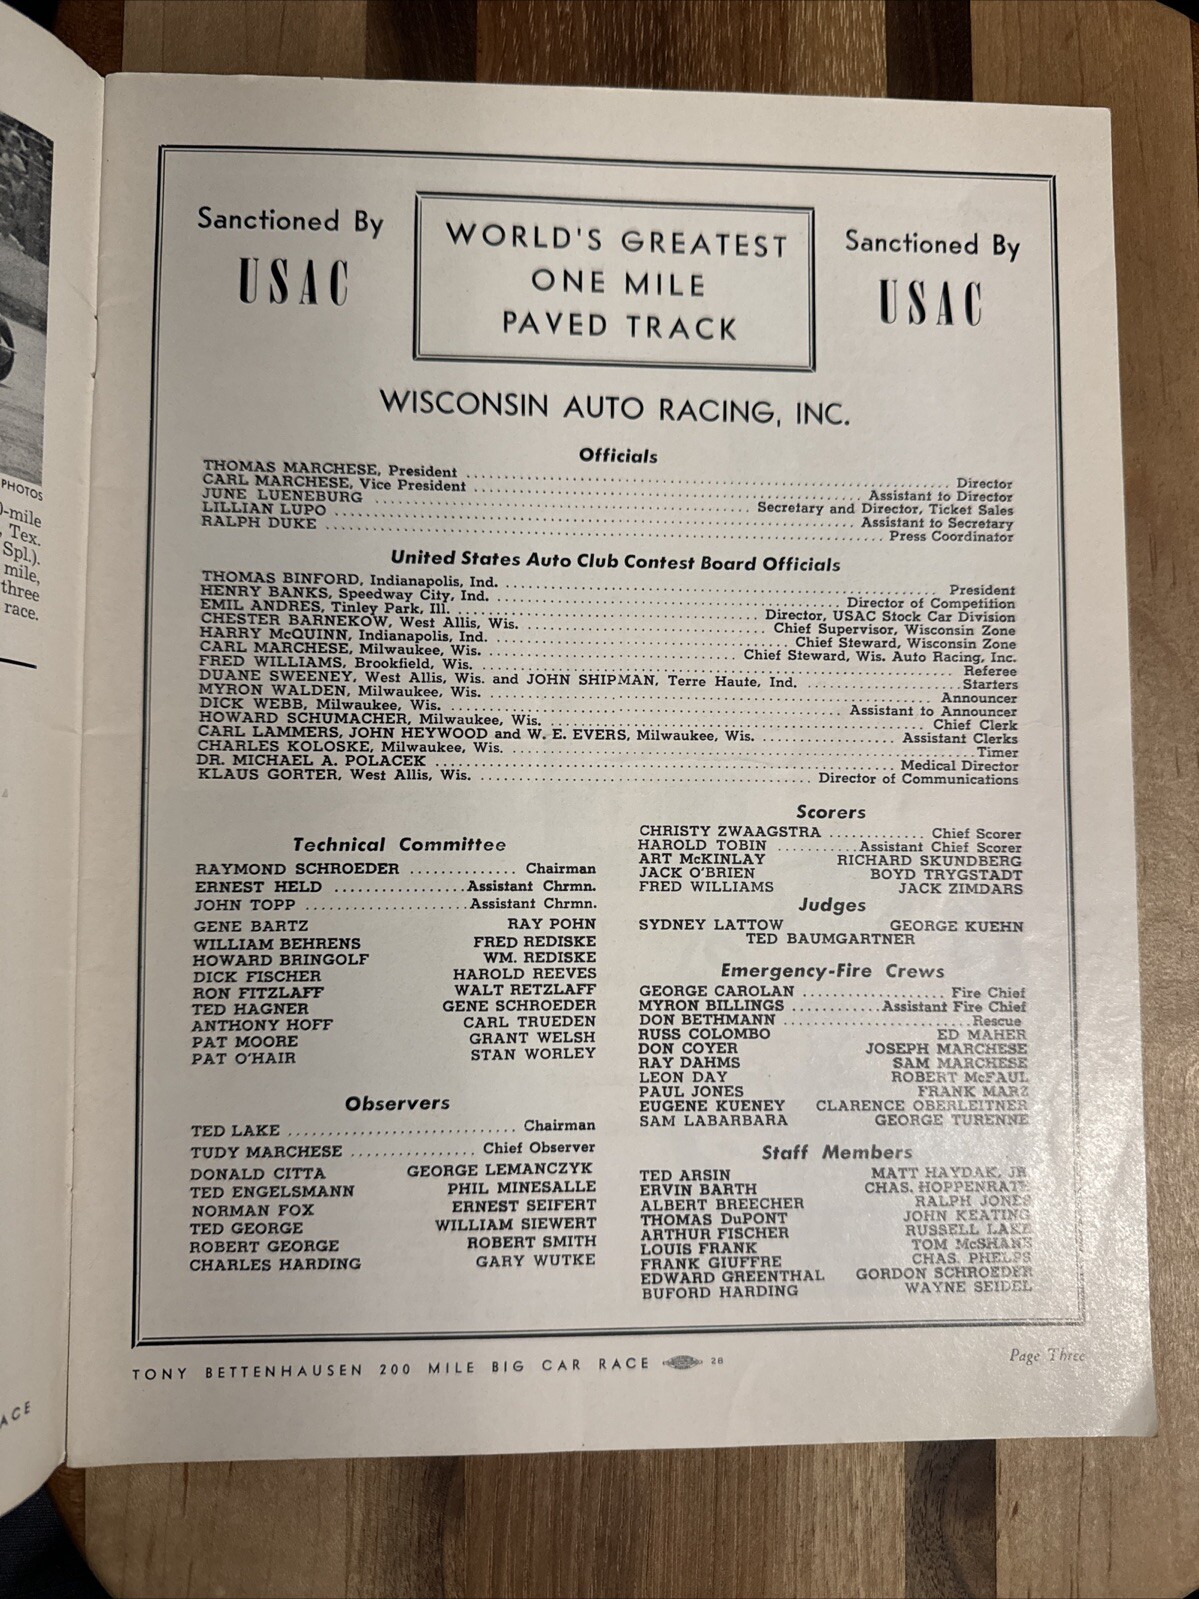 PHOTOS
-mile
, Tex.
Spl.).
mile,
three
race.
ACE
Sanctioned By
USAC
WORLD'S GREATEST
ONE MILE
PAVED TRACK
Sanctioned By
USAC
WISCONSIN AUTO RACING, INC.
Officials
THOMAS MARCHESE, President ........ Director
CARL MARCHESE, Vice President ........ Assistant to Director
JUNE LUENEBURG ........ Secretary and Director, Ticket Sales
LILLIAN LUPO ........ Assistant to Secretary
RALPH DUKE ........ Press Coordinator
United States Auto Club Contest Board Officials
THOMAS BINFORD, Indianapolis, Ind. ........ President
HENRY BANKS, Speedway City, Ind. ........ Director of Competition
EMIL ANDRES, Tinley Park, Ill. ........ Director, USAC Stock Car Division
CHESTER BARNEKOW, West Allis, Wis. ........ Chief Supervisor, Wisconsin Zone
HARRY McQUINN, Indianapolis, Ind. ........ Chief Steward, Wisconsin Zone
CARL MARCHESE, Milwaukee, Wis. ........ Chief Steward, Wis. Auto Racing, Inc.
FRED WILLIAMS, Brookfield, Wis. ........ Referee
DUANE SWEENEY, West Allis, Wis. and JOHN SHIPMAN, Terre Haute, Ind. ........ Starters
MYRON WALDEN, Milwaukee, Wis. ........ Announcer
DICK WEBB, Milwaukee, Wis. ........ Assistant to Announcer
HOWARD SCHUMACHER, Milwaukee, Wis. ........ Chief Clerk
CARL LAMMERS, JOHN HEYWOOD and W. E. EVERS, Milwaukee, Wis. ........ Assistant Clerks
CHARLES KOLOSKE, Milwaukee, Wis. ........ Timer
DR. MICHAEL A. POLACEK ........ Medical Director
KLAUS GORTER, West Allis, Wis. ........ Director of Communications
Technical Committee
RAYMOND SCHROEDER ........ Chairman
ERNEST HELD ........ Assistant Chrmn.
JOHN TOPP ........ Assistant Chrmn.
GENE BARTZ RAY POHN
WILLIAM BEHRENS FRED REDISKE
HOWARD BRINGOLF WM. REDISKE
DICK FISCHER HAROLD REEVES
RON FITZLAFF WALT RETZLAFF
TED HAGNER GENE SCHROEDER
ANTHONY HOFF CARL TRUEDEN
PAT MOORE GRANT WELSH
PAT O'HAIR STAN WORLEY
Observers
TED LAKE ........ Chairman
TUDY MARCHESE ........ Chief Observer
DONALD CITTA GEORGE LEMANCZYK
TED ENGELSMANN PHIL MINESALLE
NORMAN FOX ERNEST SEIFERT
TED GEORGE WILLIAM SIEWERT
ROBERT GEORGE ROBERT SMITH
CHARLES HARDING GARY WUTKE
Scorers
CHRISTY ZWAAGSTRA ........ Chief Scorer
HAROLD TOBIN ........ Assistant Chief Scorer
ART McKINLAY RICHARD SKUNDBERG
JACK O'BRIEN BOYD TRYGSTADT
FRED WILLIAMS JACK ZIMDARS
Judges
SYDNEY LATTOW GEORGE KUEHN
TED BAUMGARTNER
Emergency-Fire Crews
GEORGE CAROLAN ........ Fire Chief
MYRON BILLINGS ........ Assistant Fire Chief
DON BETHMANN ........ Rescue
RUSS COLOMBO ED MAHER
DON COYER JOSEPH MARCHESE
RAY DAHMS SAM MARCHESE
LEON DAY ROBERT McFAUL
PAUL JONES FRANK MARZ
EUGENE KUENEY CLARENCE OBERLEITNER
SAM LABARBARA GEORGE TURENNE
Staff Members
TED ARSIN MATT HAYDAK, JR.
ERVIN BARTH CHAS. HOPPENRATE
ALBERT BREECHER RALPH JONES
THOMAS DuPONT JOHN KEATING
ARTHUR FISCHER RUSSELL LAKE
LOUIS FRANK TOM McSHANE
FRANK GIUFFRE CHAS. PHELPS
EDWARD GREENTHAL GORDON SCHROEDER
BUFORD HARDING WAYNE SEIDEL
TONY BETTENHAUSEN 200 MILE BIG CAR RACE 28
Page Three